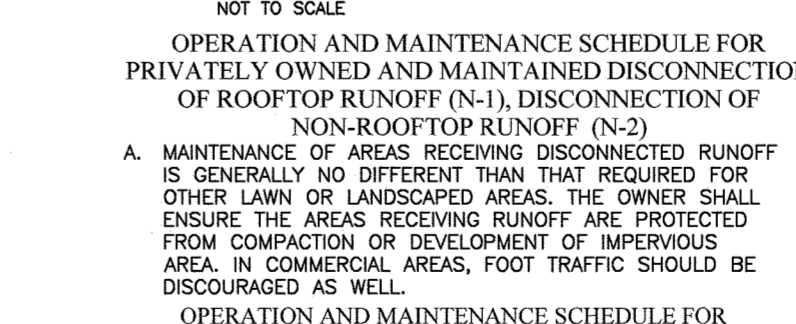 NOT TO SCALE
OPERATION AND MAINTENANCE SCHEDULE FOR
PRIVATELY OWNED AND MAINTAINED DISCONNECTIO
OF ROOFTOP RUNOFF (N-1), DISCONNECTION OF
NON-ROOFTOP RUNOFF (N-2)
A. MAINTENANCE OF AREAS RECEIVING DISCONNECTED RUNOFF
IS GENERALLY NO DIFFERENT THAN THAT REQUIRED FOR
OTHER LAWN OR LANDSCAPED AREAS. THE OWNER SHALL
ENSURE THE AREAS RECEIVING RUNOFF ARE PROTECTED
FROM COMPACTION OR DEVELOPMENT OF IMPERVIOUS
AREA. IN COMMERCIAL AREAS, FOOT TRAFFIC SHOULD BE
DISCOURAGED AS WELL.
OPERATION AND MAINTENANCE SCHEDULE FOR